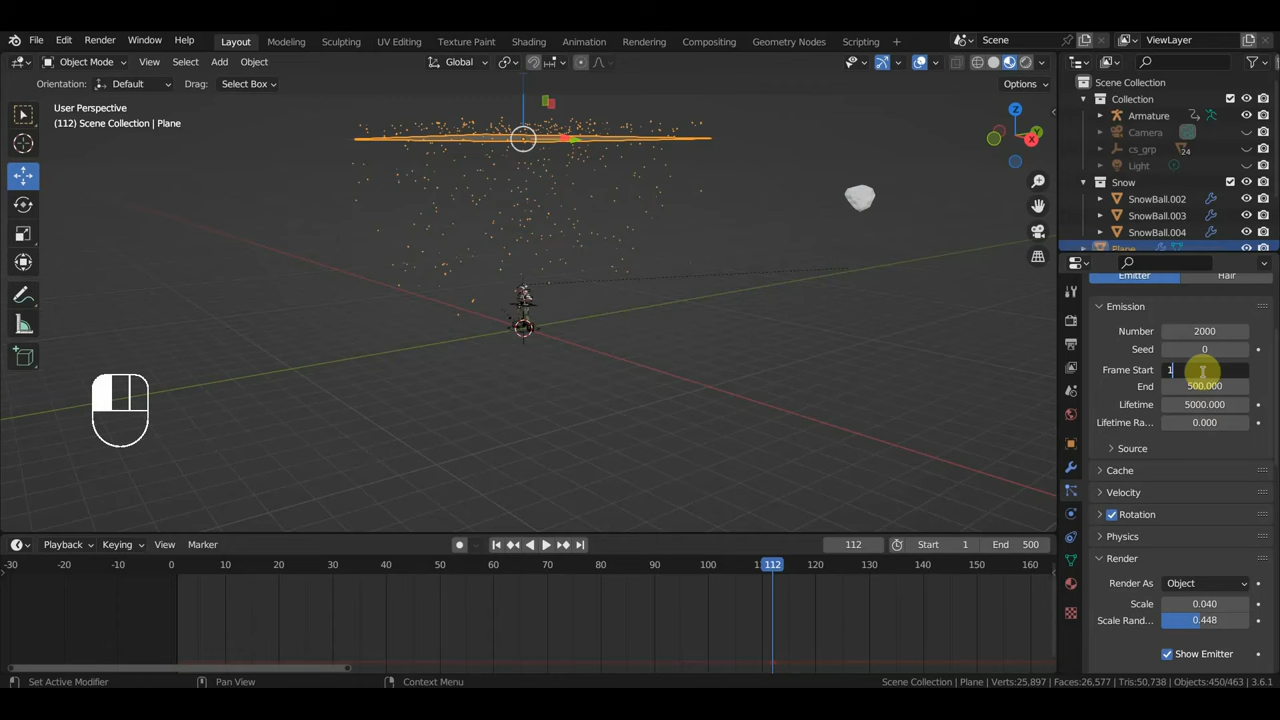 File Edit Render Window Help Layout Modeling Sculpting UV Editing Texture Paint Shading Animation Rendering Compositing Geometry Nodes Scripting + Scene ViewLayer
Object Mode View Select Add Object Global
Orientation: Default Drag: Select Box Options
User Perspective
(112) Scene Collection | Plane
Z
Y
X
Scene Collection
Collection
Armature
Camera
cs_grp 24
Light
Snow
SnowBall.002
SnowBall.003
SnowBall.004
Plane
Emitter Hair
Emission
Number 2000
Seed 0
Frame Start 1
End 500.000
Lifetime 5000.000
Lifetime Ra... 0.000
Source
Cache
Velocity
Rotation
Physics
Render
Render As Object
Scale 0.040
Scale Rand... 0.448
Show Emitter
Playback Keying View Marker 112 Start 1 End 500
-30 -20 -10 0 10 20 30 40 50 60 70 80 90 100 1 112 120 130 140 150 160
Set Active Modifier Pan View Context Menu Scene Collection | Plane | Verts:25,897 | Faces:26,577 | Tris:50,738 | Objects:450/463 | 3.6.1